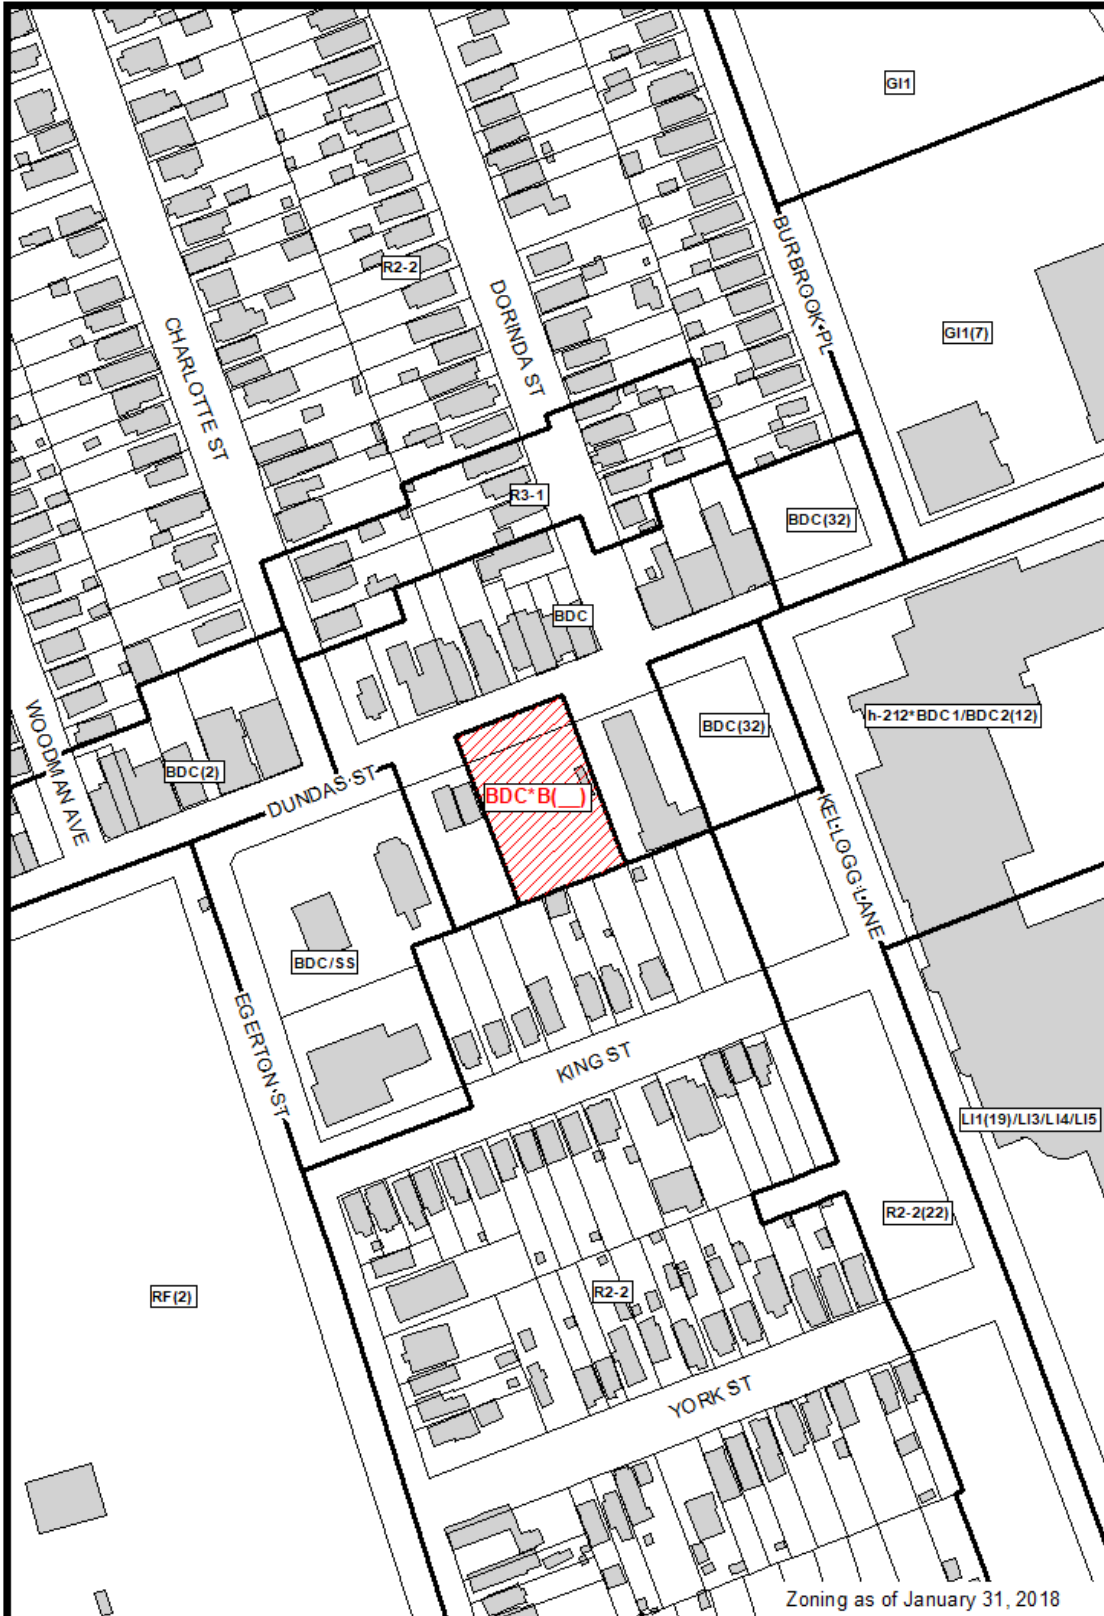 GI1
BURBROOK PL
R2-2
DORINDA ST
CHARLOTTE ST
GI1(7)
R3-1
BDC(32)
BDC
WOODMAN AVE
BDC(2)
DUNDAS ST
BDC*B(__)
BDC(32)
h-212*BDC1/BDC2(12)
KELLOGG LANE
BDC/SS
EGERTON ST
KING ST
LI1(19)/LI3/LI4/LI5
R2-2(22)
RF(2)
R2-2
YORK ST
Zoning as of January 31, 2018